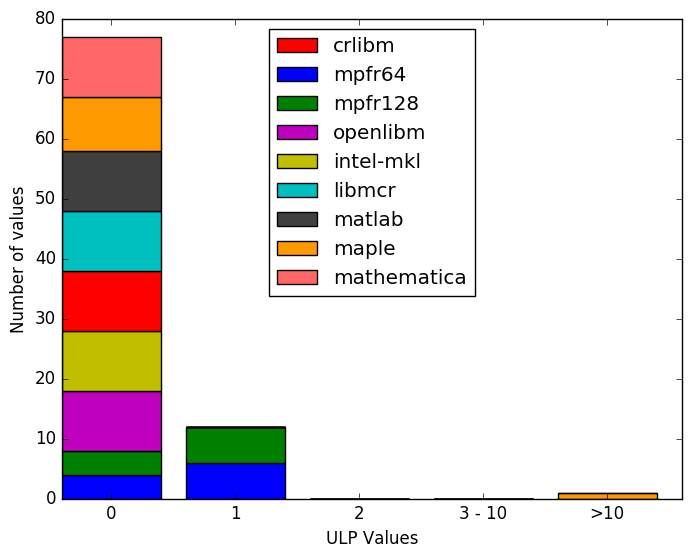 80
70
60
50
40
30
20
10
0
Number of values
crlibm
mpfr64
mpfr128
openlibm
intel-mkl
libmcr
matlab
maple
mathematica
0 1 2 3 - 10 >10
ULP Values